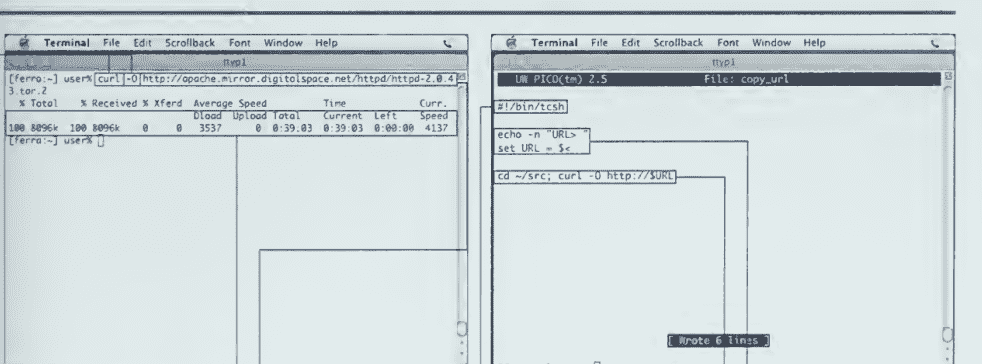 Terminal File Edit Scrollback Font Window Help
ttyp1
[ferro:~] user% curl -O http://apache.mirror.digitalspace.net/httpd/httpd-2.0.4
3.tar.Z
% Total % Received % Xferd Average Speed Time Curr.
Dload Upload Total Current Left Speed
100 8096k 100 8096k 0 0 3537 0 0:39:03 0:39:03 0:00:00 4137
[ferro:~] user%
Terminal File Edit Scrollback Font Window Help
ttyp1
UW PICO(tm) 2.5 File: copy_url
#!/bin/tcsh
echo -n "URL> "
set URL = $<
cd ~/src; curl -O http://$URL
[ Wrote 6 lines ]